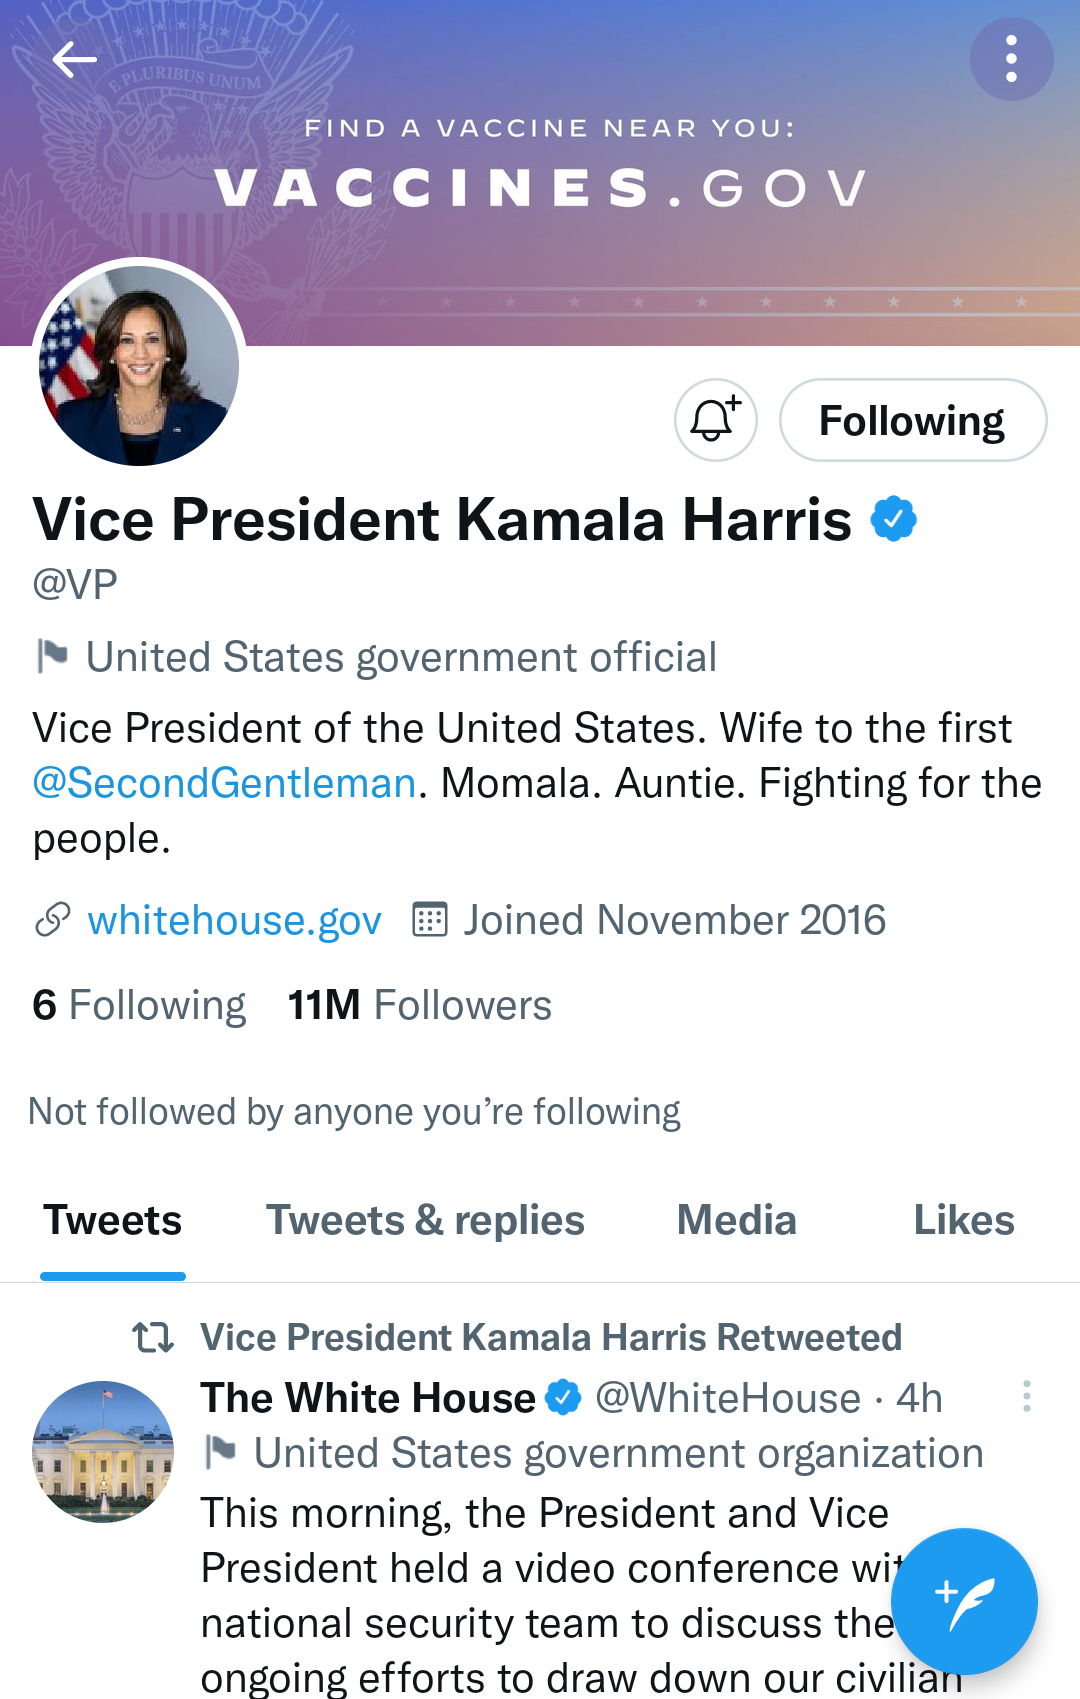 E PLURIBUS UNUM
FIND A VACCINE NEAR YOU:
VACCINES.GOV
Following
Vice President Kamala Harris
@VP
United States government official
Vice President of the United States. Wife to the first
@SecondGentleman. Momala. Auntie. Fighting for the
people.
whitehouse.gov Joined November 2016
6 Following 11M Followers
Not followed by anyone you’re following
Tweets Tweets & replies Media Likes
Vice President Kamala Harris Retweeted
The White House @WhiteHouse · 4h
United States government organization
This morning, the President and Vice
President held a video conference
national security team to discuss the
ongoing efforts to draw down our civilian